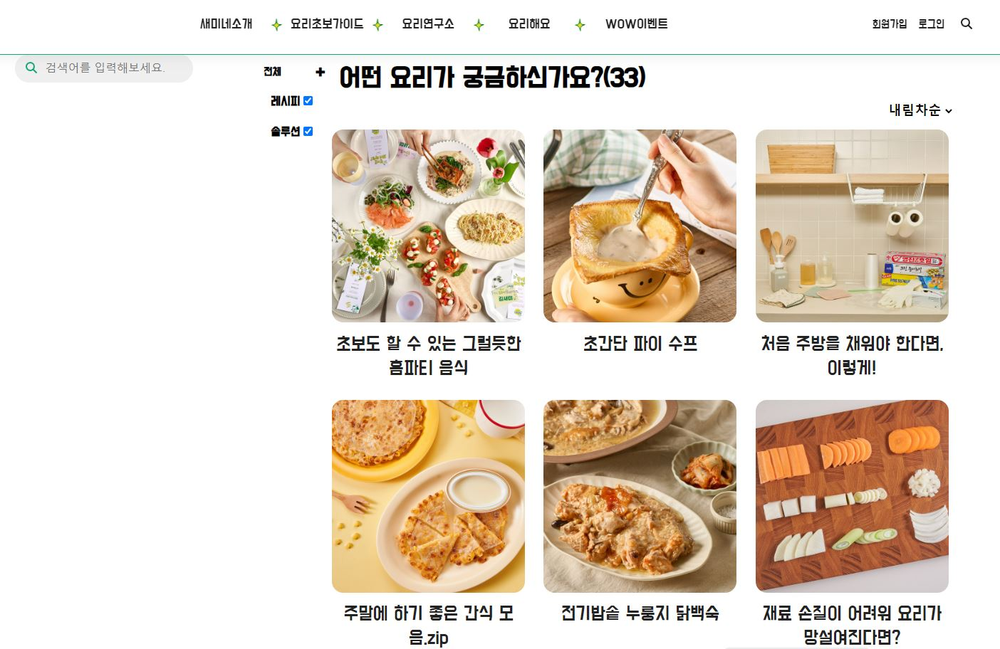 새미네소개 요리초보가이드 요리연구소 요리해요 WOW이벤트 회원가입 로그인
검색어를 입력해보세요.
전체 +
레시피
솔루션
어떤 요리가 궁금하신가요?(33)
내림차순
초보도 할 수 있는 그럴듯한
홈파티 음식
초간단 파이 수프
처음 주방을 채워야 한다면,
이렇게!
주말에 하기 좋은 간식 모
음.zip
전기밥솥 누룽지 닭백숙
재료 손질이 어려워 요리가
망설여진다면?